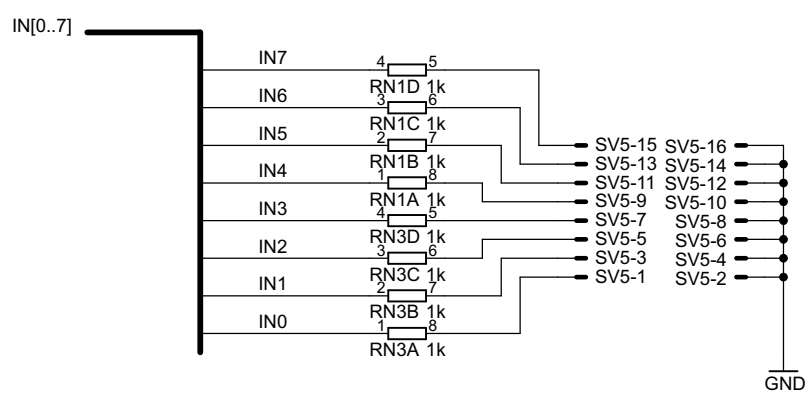 IN[0..7]
IN7 4 5
RN1D 1k
IN6 3 6
RN1C 1k
IN5 2 7
RN1B 1k
IN4 1 8
RN1A 1k
IN3 4 5
RN3D 1k
IN2 3 6
RN3C 1k
IN1 2 7
RN3B 1k
IN0 1 8
RN3A 1k
SV5-15 SV5-16
SV5-13 SV5-14
SV5-11 SV5-12
SV5-9 SV5-10
SV5-7 SV5-8
SV5-5 SV5-6
SV5-3 SV5-4
SV5-1 SV5-2
GND